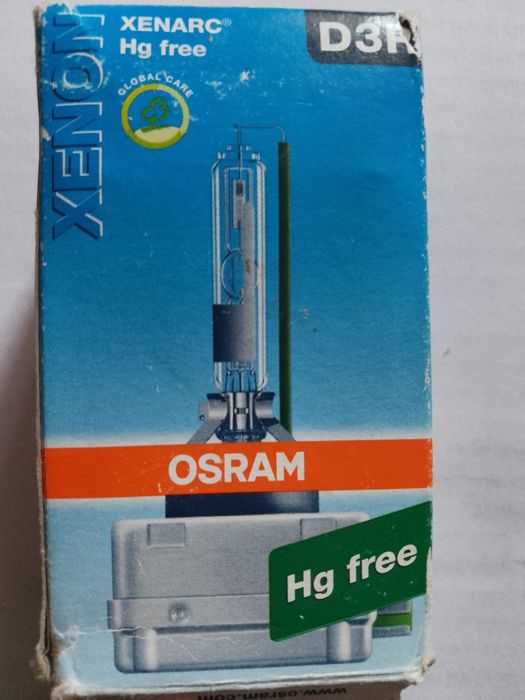 XENARC® D3R
Hg free
GLOBAL CARE
XENON
OSRAM
Hg free
www.osram.com